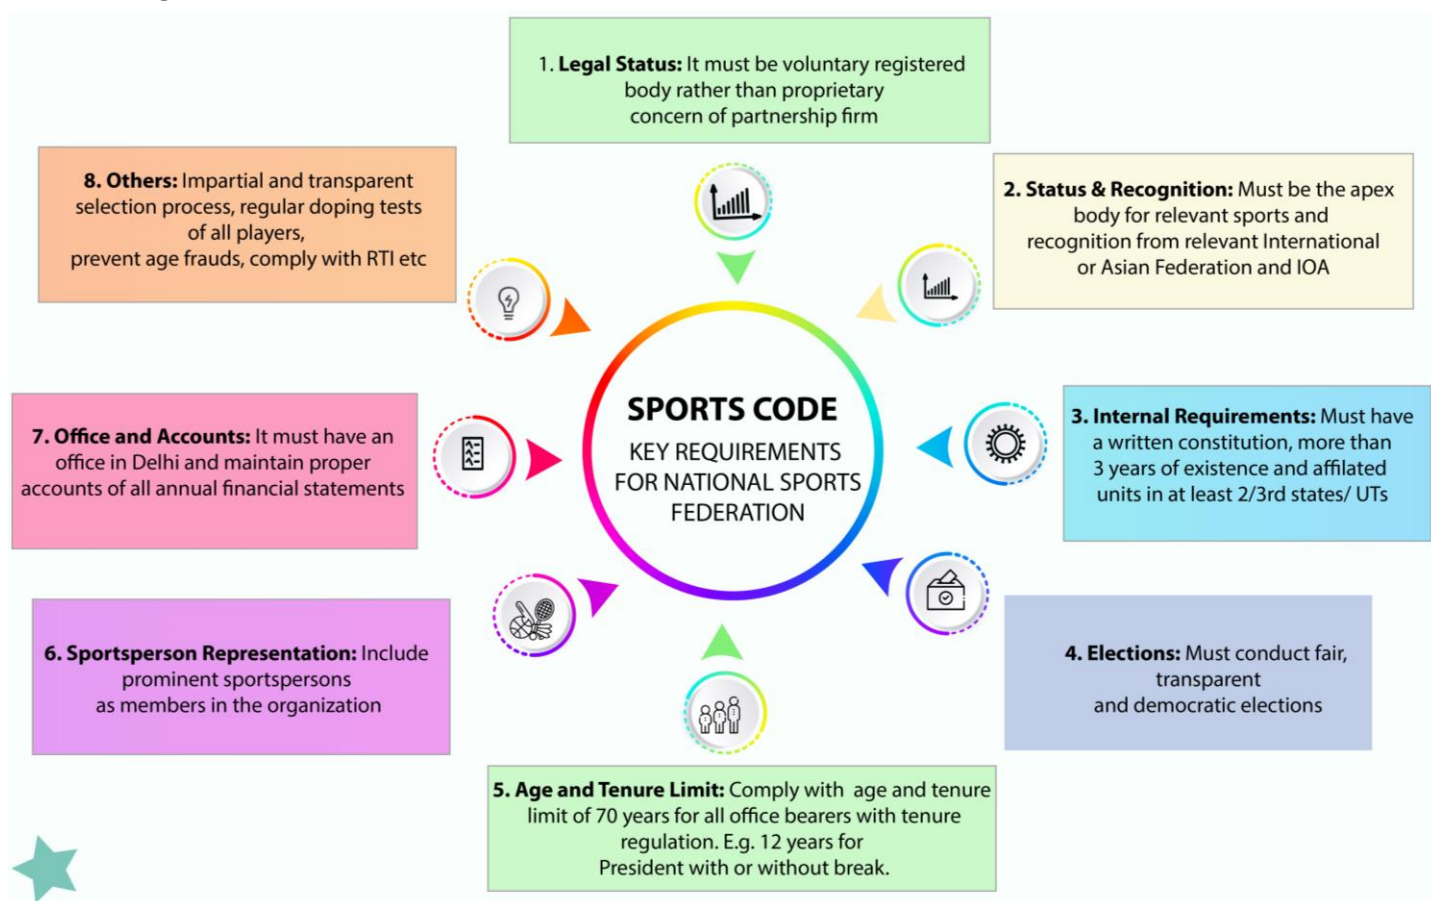 1. Legal Status: It must be voluntary registered
body rather than proprietary
concern of partnership firm
2. Status & Recognition: Must be the apex
body for relevant sports and
recognition from relevant International
or Asian Federation and IOA
3. Internal Requirements: Must have
a written constitution, more than
3 years of existence and affilated
units in at least 2/3rd states/ UTs
4. Elections: Must conduct fair,
transparent
and democratic elections
5. Age and Tenure Limit: Comply with age and tenure
limit of 70 years for all office bearers with tenure
regulation. E.g. 12 years for
President with or without break.
6. Sportsperson Representation: Include
prominent sportspersons
as members in the organization
7. Office and Accounts: It must have an
office in Delhi and maintain proper
accounts of all annual financial statements
8. Others: Impartial and transparent
selection process, regular doping tests
of all players,
prevent age frauds, comply with RTI etc
SPORTS CODE
KEY REQUIREMENTS
FOR NATIONAL SPORTS
FEDERATION